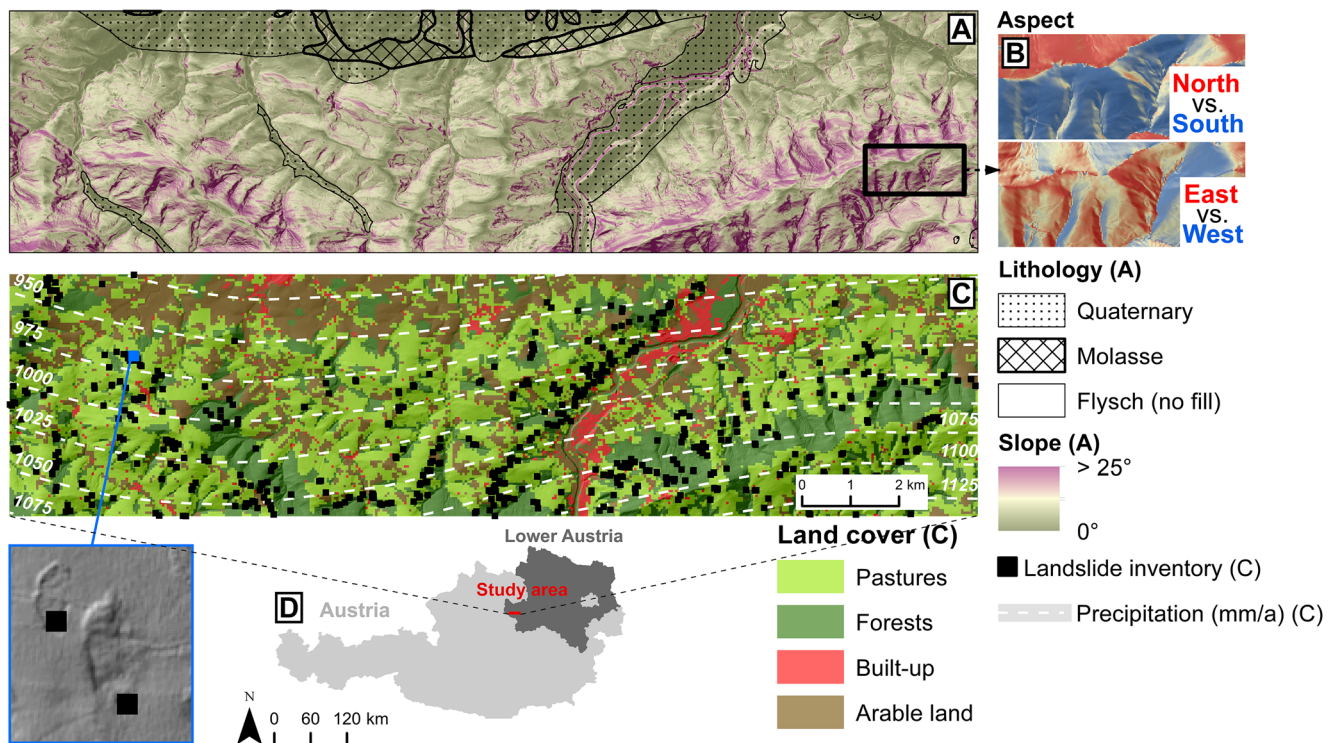 A
Aspect
B
North
vs.
South
East
vs.
West
Lithology (A)
Quaternary
Molasse
Flysch (no fill)
Slope (A)
> 25°
0°
Landslide inventory (C)
Precipitation (mm/a) (C)
C
950
975
1000
1025
1050
1075
1075
1100
1125
0 1 2 km
Land cover (C)
Pastures
Forests
Built-up
Arable land
D
Lower Austria
Study area
Austria
N
0 60 120 km